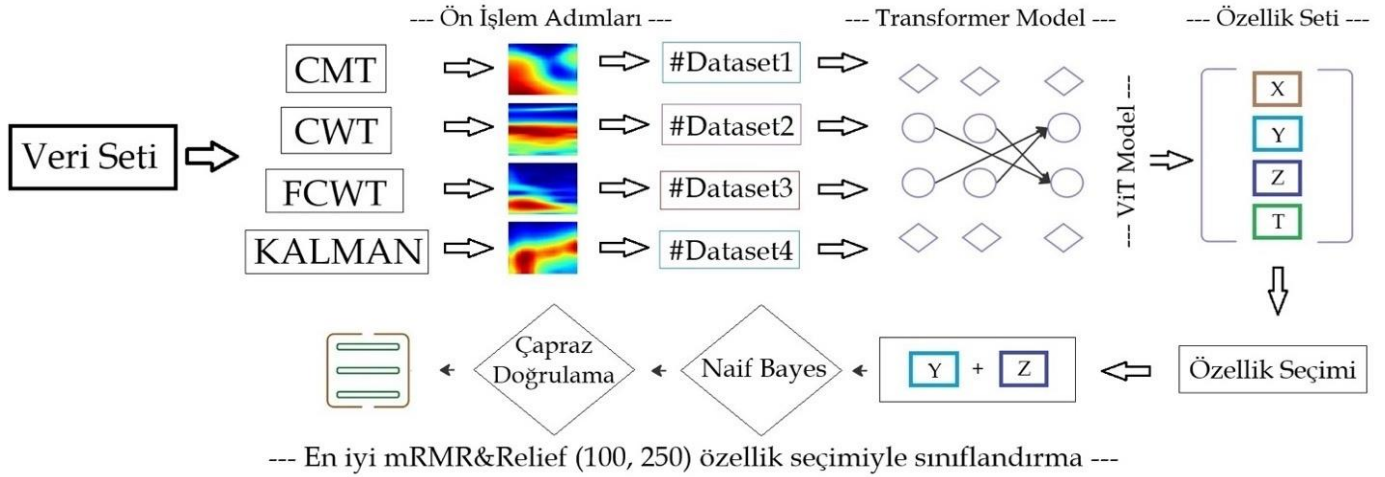 --- Ön İşlem Adımları ---
--- Transformer Model ---
--- Özellik Seti ---
Veri Seti
CMT
#Dataset1
CWT
#Dataset2
FCWT
#Dataset3
KALMAN
#Dataset4
--- ViT Model ---
X
Y
Z
T
Özellik Seçimi
Y + Z
Naif Bayes
Çapraz
Doğrulama
--- En iyi mRMR&Relief (100, 250) özellik seçimiyle sınıflandırma ---